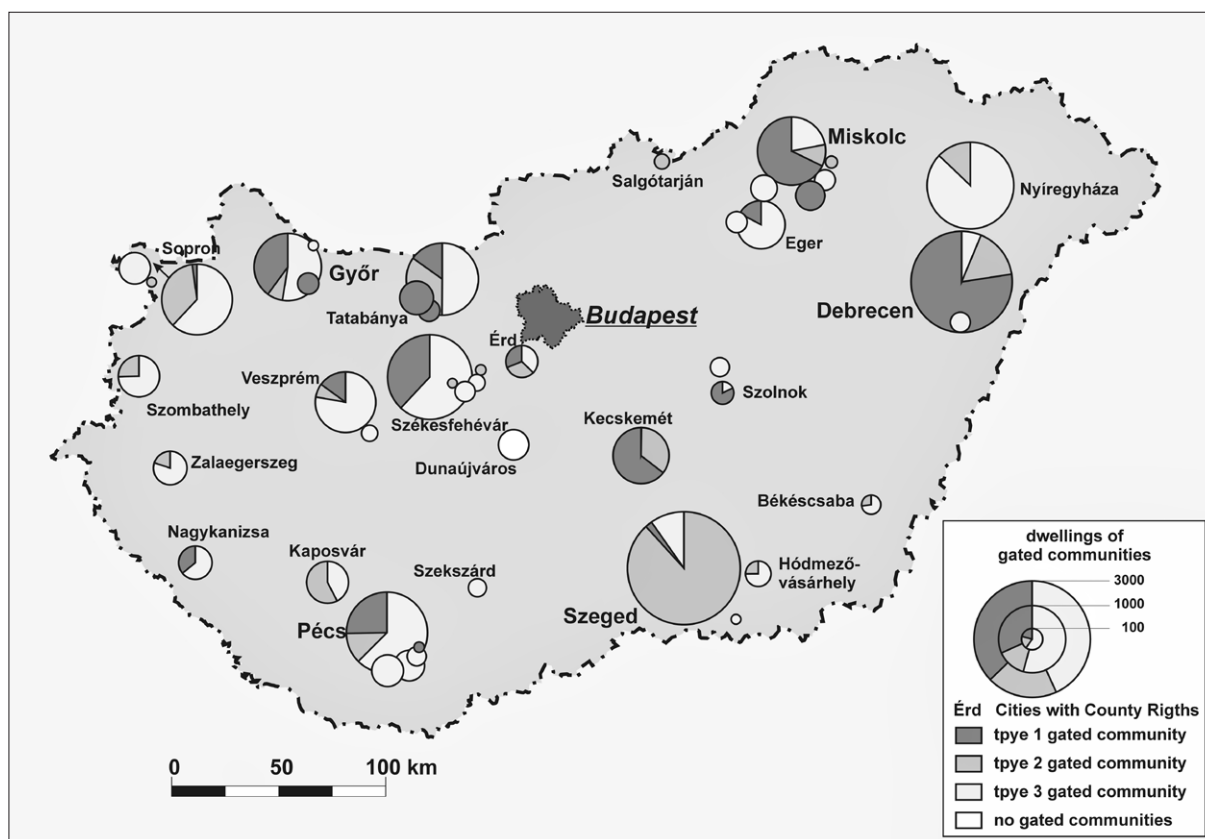 Miskolc
Salgótarján
Nyíregyháza
Eger
Sopron
Győr
Debrecen
Tatabánya
Budapest
Érd
Veszprém
Szombathely
Székesfehévár
Szolnok
Kecskemét
Dunaújváros
Zalaegerszeg
Békéscsaba
Nagykanizsa
Kaposvár
Szekszárd
Hódmező-
vásárhely
Szeged
Pécs
0 50 100 km
dwellings of
gated communities
3000
1000
100
Érd Cities with County Rigths
tpye 1 gated community
tpye 2 gated community
tpye 3 gated community
no gated communities